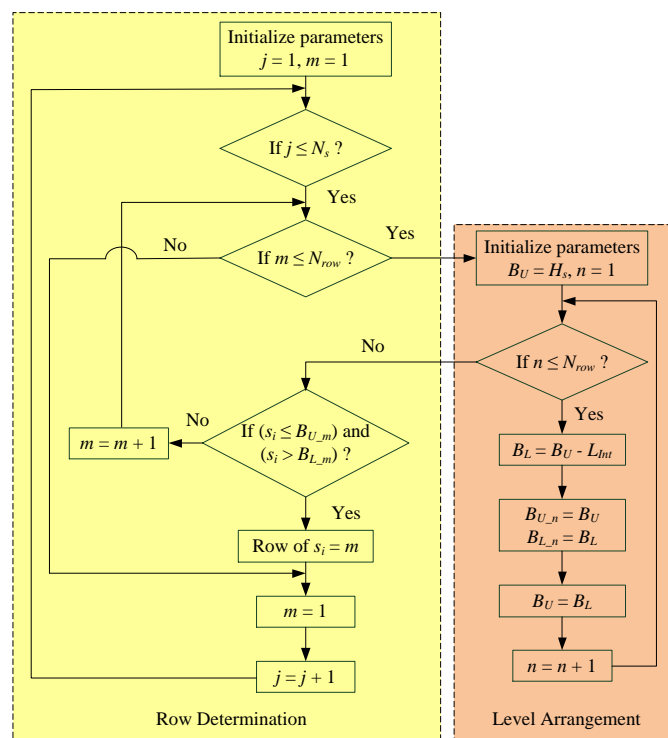 Initialize parameters
j = 1, m = 1
If j ≤ N_s ?
Yes
If m ≤ N_row ?
No
Yes
Initialize parameters
B_U = H_s, n = 1
If n ≤ N_row ?
No
Yes
If (s_i ≤ B_U_m) and
(s_i > B_L_m) ?
No
m = m + 1
Yes
Row of s_i = m
m = 1
j = j + 1
B_L = B_U - L_Int
B_U_n = B_U
B_L_n = B_L
B_U = B_L
n = n + 1
Row Determination
Level Arrangement